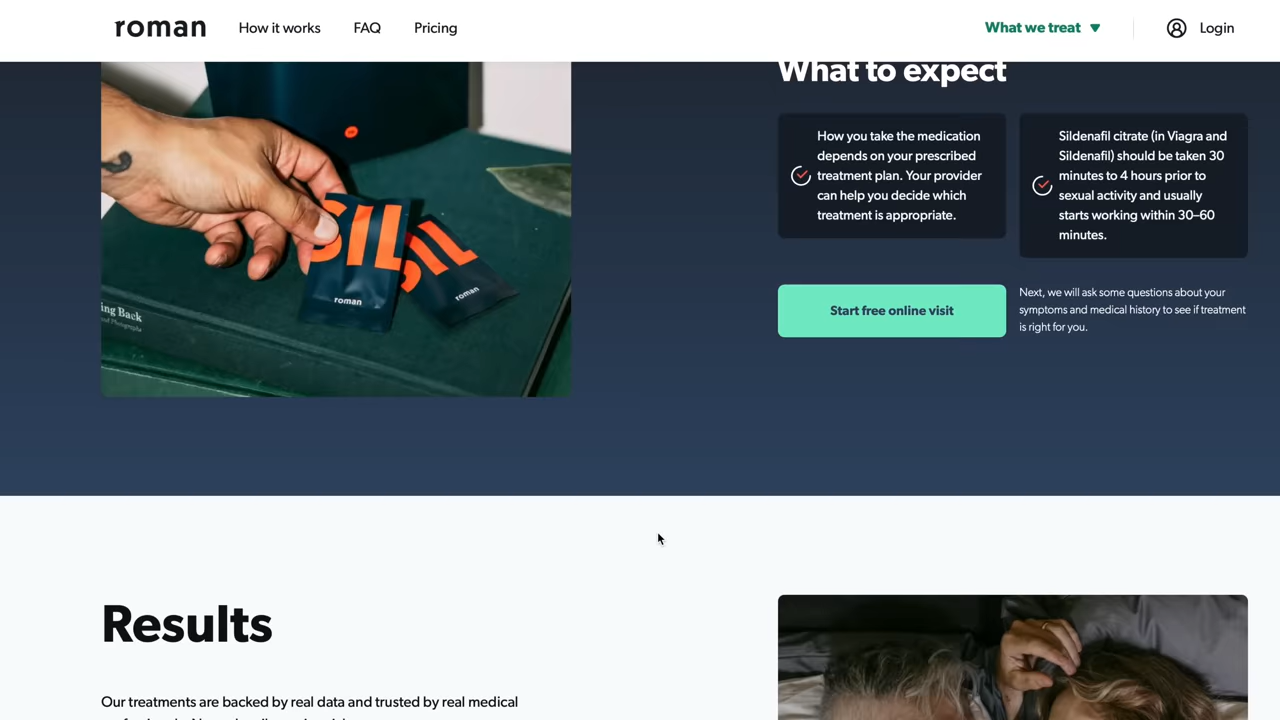 roman
How it works
FAQ
Pricing
What we treat
Login
What to expect
How you take the medication
depends on your prescribed
treatment plan. Your provider
can help you decide which
treatment is appropriate.
Sildenafil citrate (in Viagra and
Sildenafil) should be taken 30
minutes to 4 hours prior to
sexual activity and usually
starts working within 30–60
minutes.
SIL
roman
SIL
roman
ing Back
Start free online visit
Next, we will ask some questions about your
symptoms and medical history to see if treatment
is right for you.
Results
Our treatments are backed by real data and trusted by real medical